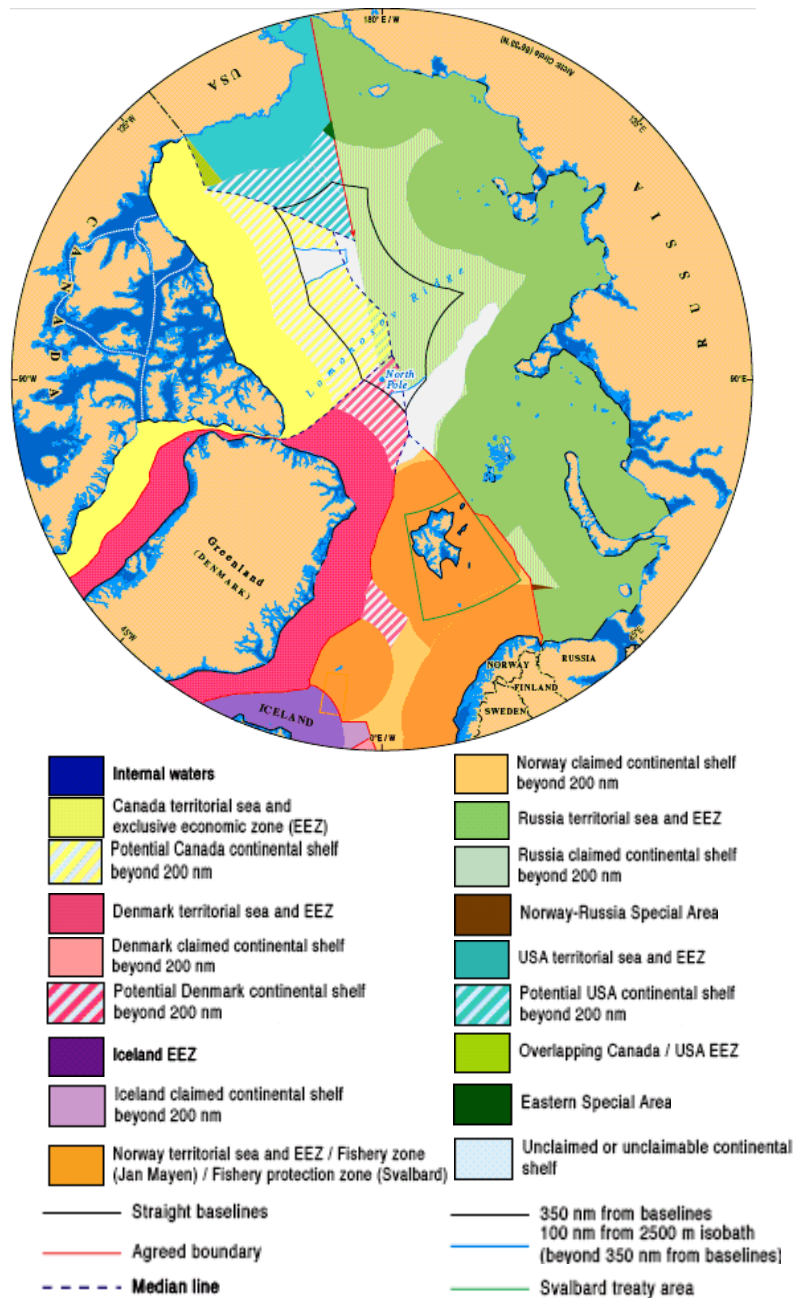 180° E / W
Arctic Circle (66°33'N)
USA
135°W
135°E
CANADA
RUSSIA
Lomonosov Ridge
North
Pole
90°W
90°E
Greenland
(DENMARK)
45°W
45°E
NORWAY
RUSSIA
FINLAND
SWEDEN
ICELAND
0°E / W
Internal waters
Canada territorial sea and
exclusive economic zone (EEZ)
Potential Canada continental shelf
beyond 200 nm
Denmark territorial sea and EEZ
Denmark claimed continental shelf
beyond 200 nm
Potential Denmark continental shelf
beyond 200 nm
Iceland EEZ
Iceland claimed continental shelf
beyond 200 nm
Norway territorial sea and EEZ / Fishery zone
(Jan Mayen) / Fishery protection zone (Svalbard)
Straight baselines
Agreed boundary
Median line
Norway claimed continental shelf
beyond 200 nm
Russia territorial sea and EEZ
Russia claimed continental shelf
beyond 200 nm
Norway-Russia Special Area
USA territorial sea and EEZ
Potential USA continental shelf
beyond 200 nm
Overlapping Canada / USA EEZ
Eastern Special Area
Unclaimed or unclaimable continental
shelf
350 nm from baselines
100 nm from 2500 m isobath
(beyond 350 nm from baselines)
Svalbard treaty area